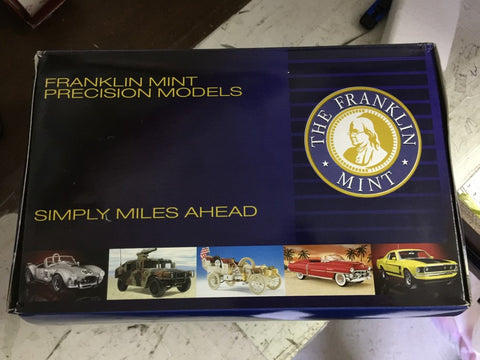 FRANKLIN MINT
PRECISION MODELS
THE FRANKLIN
MINT
SIMPLY MILES AHEAD